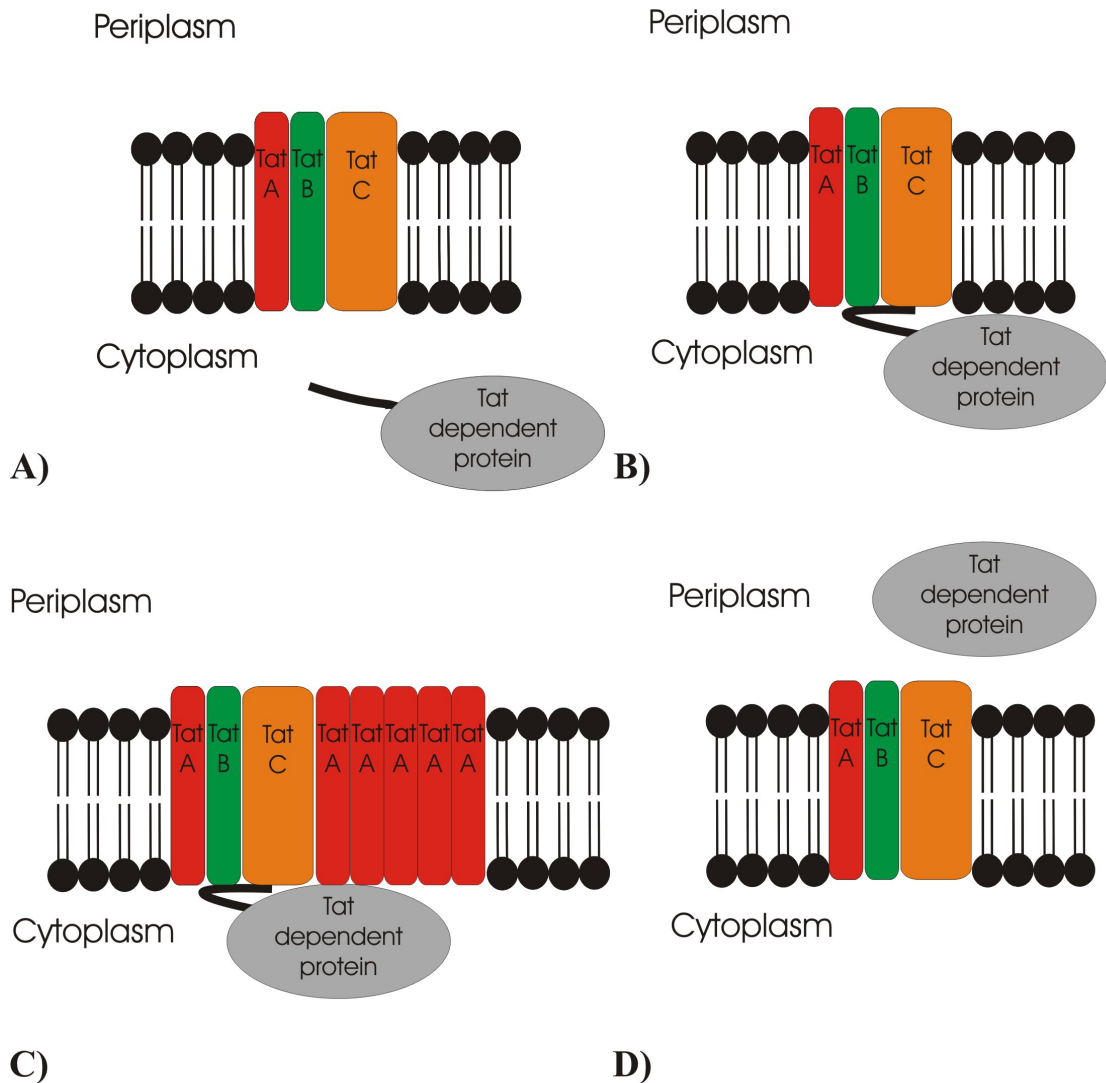 Periplasm
Tat
A
Tat
B
Tat
C
Cytoplasm
Tat
dependent
protein
A)
Periplasm
Tat
A
Tat
B
Tat
C
Cytoplasm
Tat
dependent
protein
B)
Periplasm
Tat
A
Tat
B
Tat
C
Tat
A
Tat
A
Tat
A
Tat
A
Tat
A
Cytoplasm
Tat
dependent
protein
C)
Tat
dependent
protein
Periplasm
Tat
A
Tat
B
Tat
C
Cytoplasm
D)